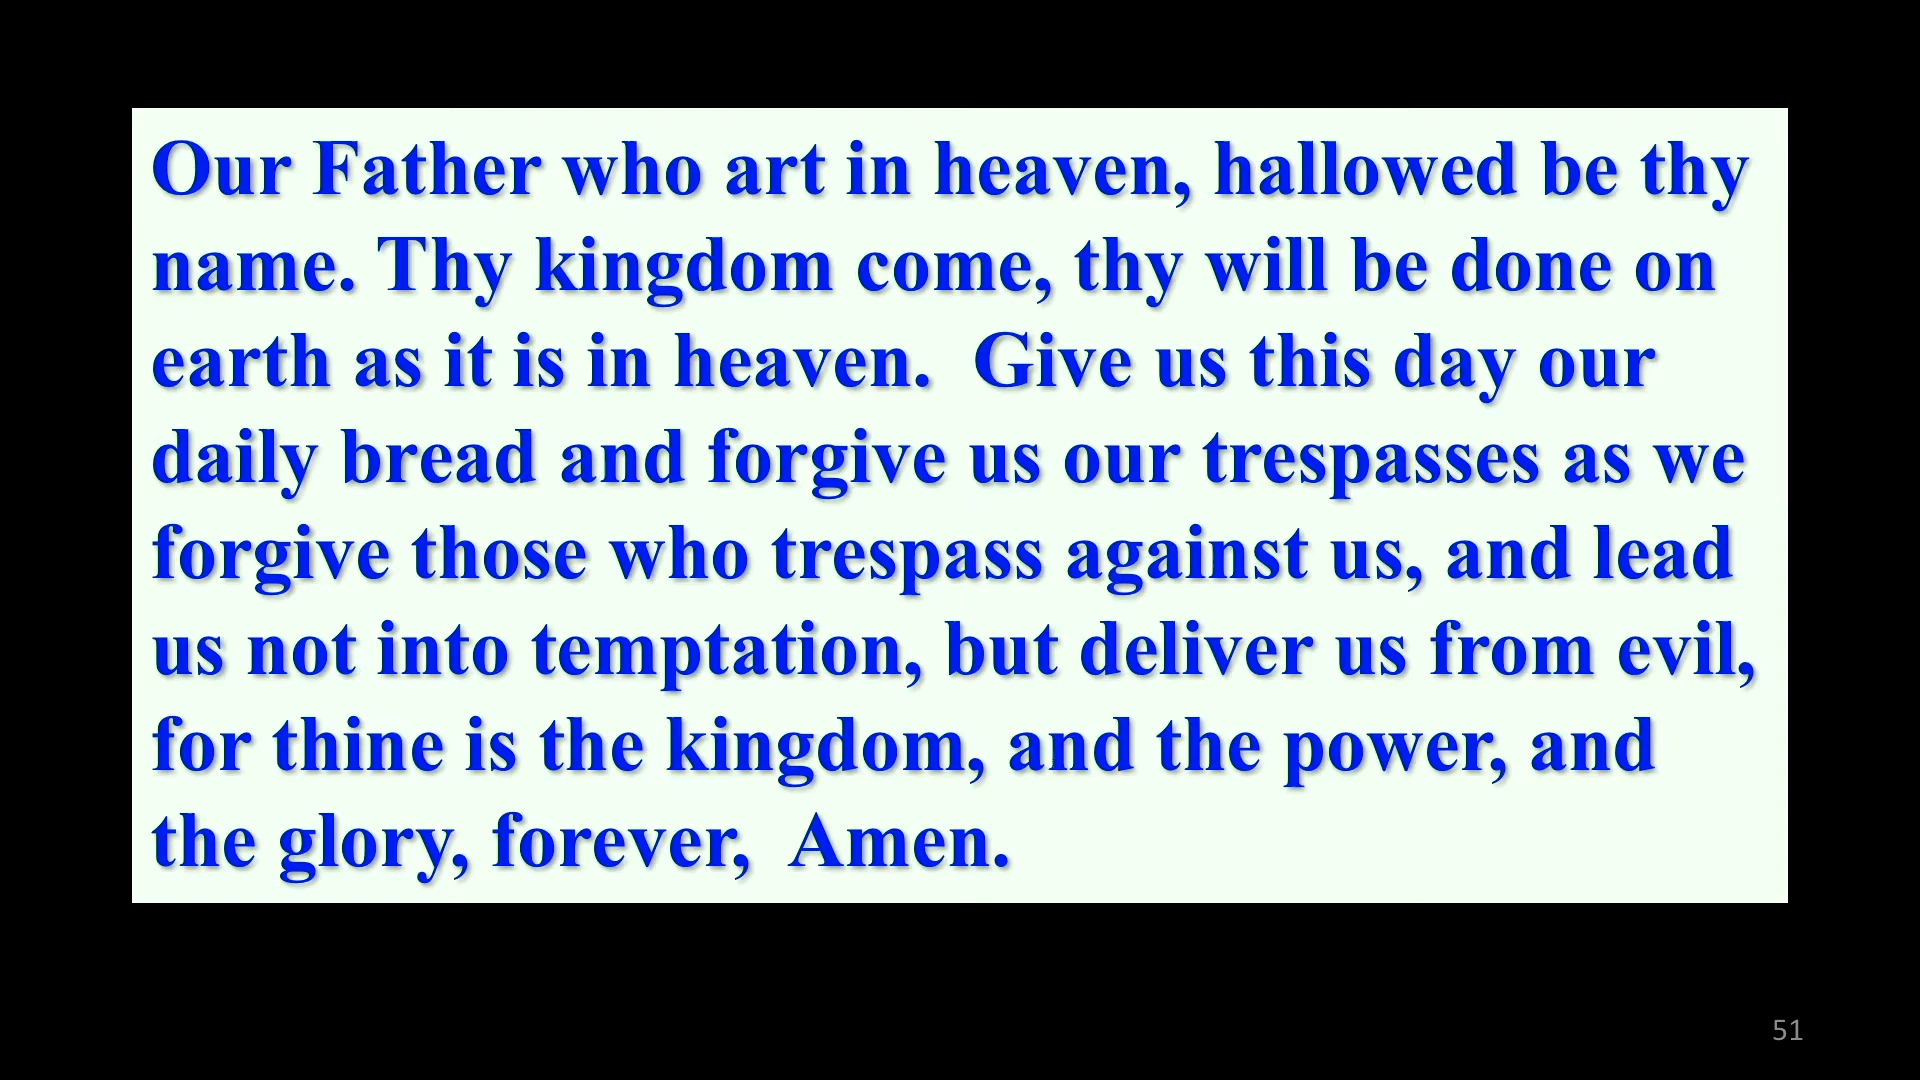 Our Father who art in heaven, hallowed be thy
name. Thy kingdom come, thy will be done on
earth as it is in heaven.  Give us this day our
daily bread and forgive us our trespasses as we
forgive those who trespass against us, and lead
us not into temptation, but deliver us from evil,
for thine is the kingdom, and the power, and
the glory, forever,  Amen.
51